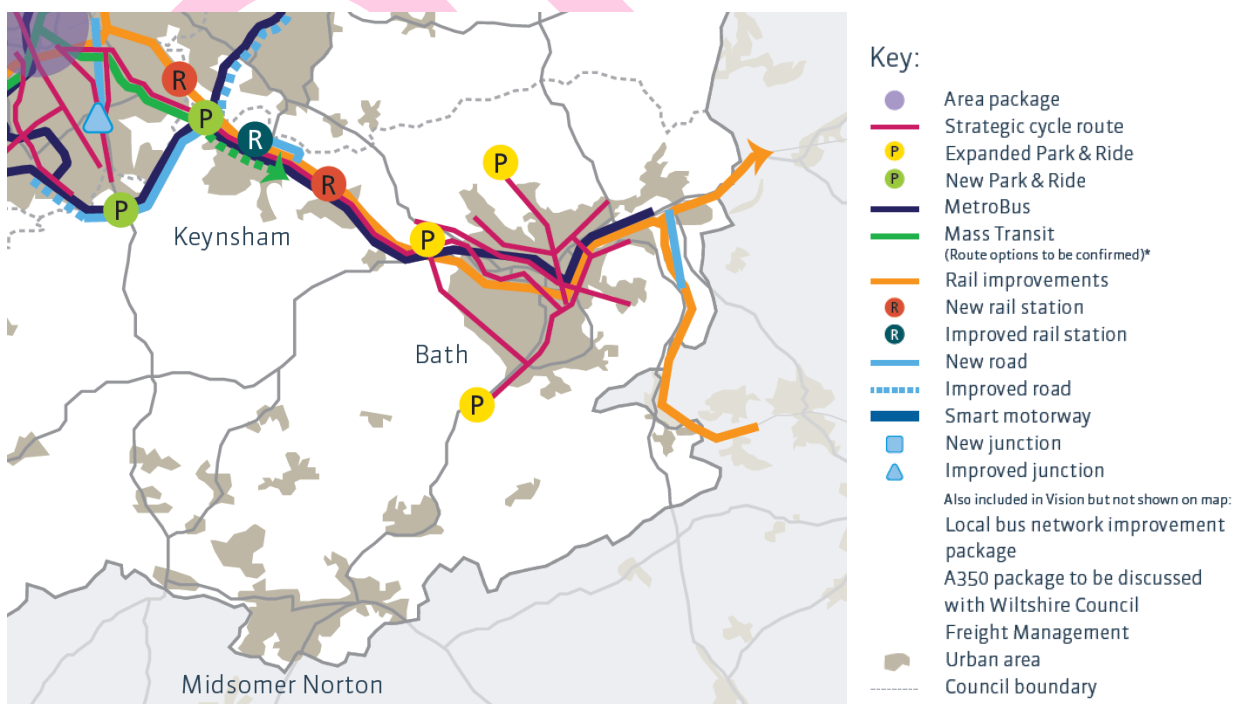 R
P
R
R
P
P
Keynsham
P
Bath
P
Midsomer Norton
Key:
Area package
Strategic cycle route
P Expanded Park & Ride
P New Park & Ride
MetroBus
Mass Transit
(Route options to be confirmed)*
Rail improvements
R New rail station
R Improved rail station
New road
Improved road
Smart motorway
New junction
Improved junction
Also included in Vision but not shown on map:
Local bus network improvement
package
A350 package to be discussed
with Wiltshire Council
Freight Management
Urban area
Council boundary